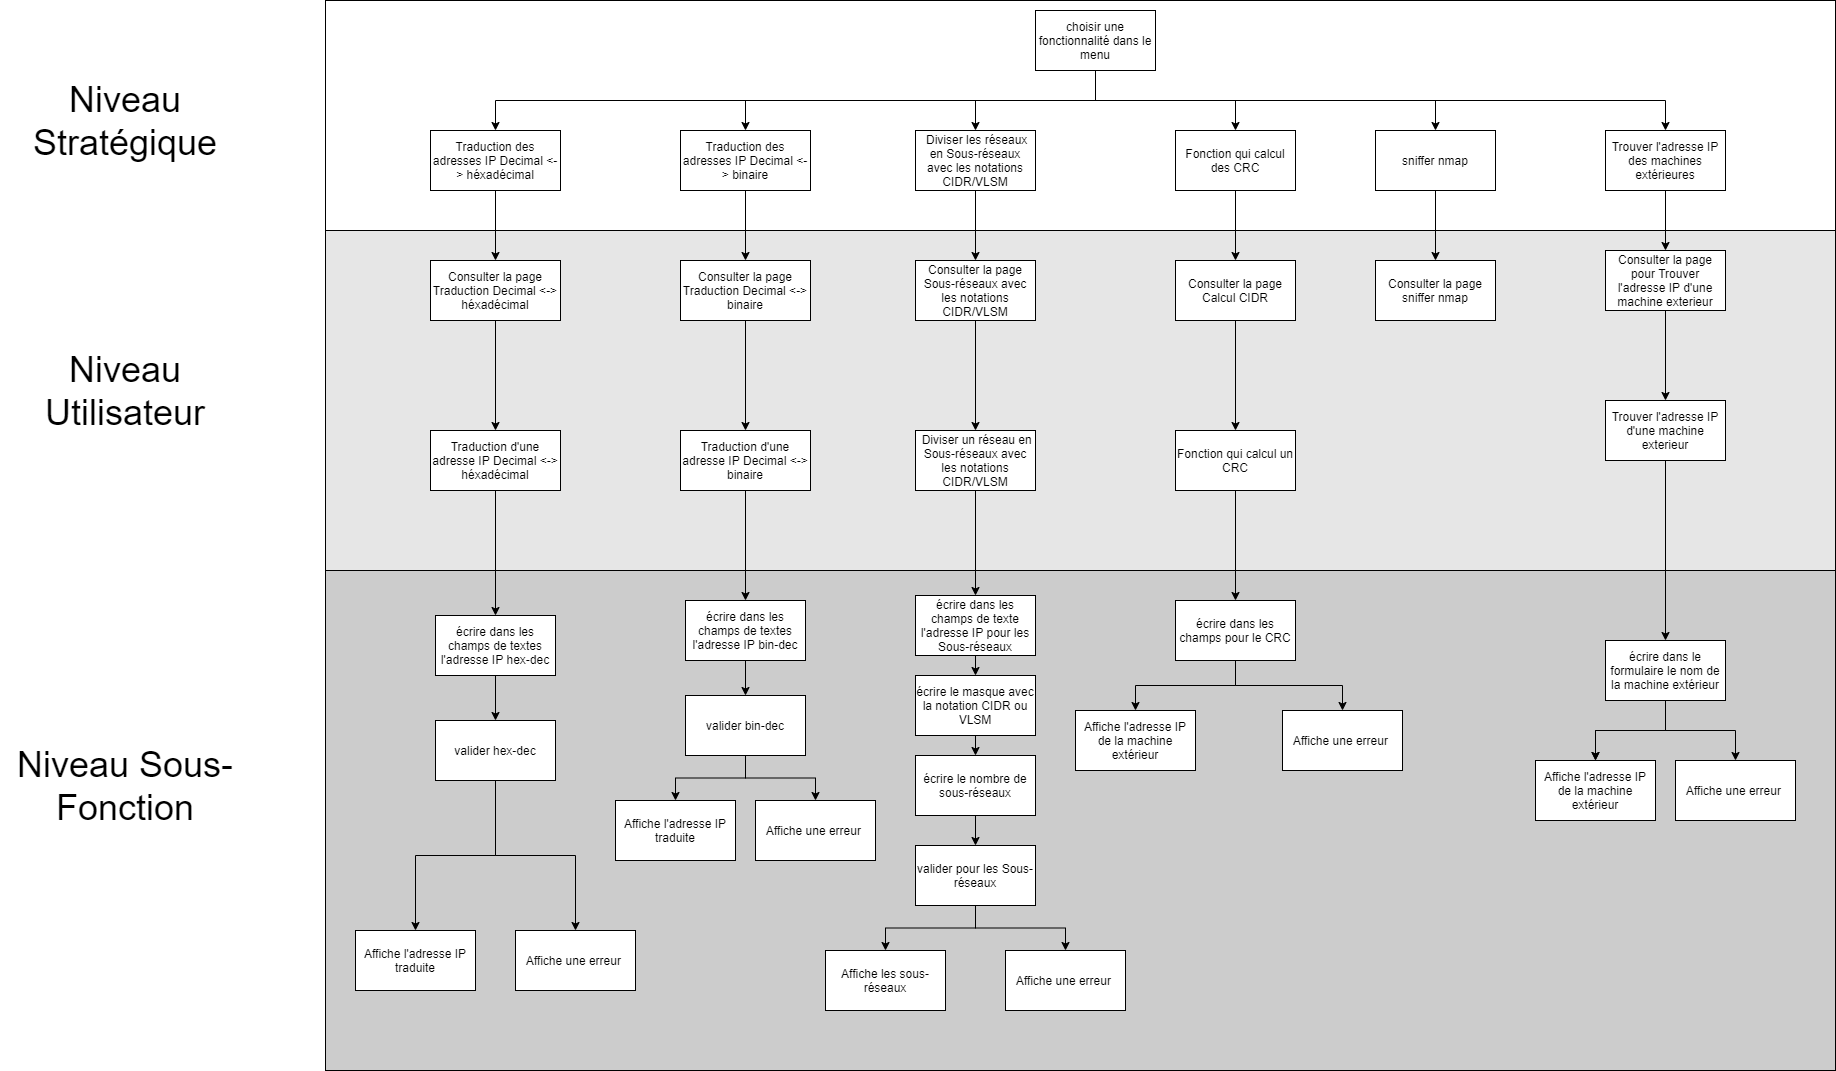 Niveau
Stratégique
choisir une
fonctionnalité dans le
menu
Traduction des
adresses IP Decimal <-
> héxadécimal
Traduction des
adresses IP Decimal <-
> binaire
Diviser les réseaux
en Sous-réseaux
avec les notations
CIDR/VLSM
Fonction qui calcul
des CRC
sniffer nmap
Trouver l'adresse IP
des machines
extérieures
Niveau
Utilisateur
Consulter la page
Traduction Decimal <->
héxadécimal
Consulter la page
Traduction Decimal <->
binaire
Consulter la page
Sous-réseaux avec
les notations
CIDR/VLSM
Consulter la page
Calcul CIDR
Consulter la page
sniffer nmap
Consulter la page
pour Trouver
l'adresse IP d'une
machine exterieur
Traduction d'une
adresse IP Decimal <->
héxadécimal
Traduction d'une
adresse IP Decimal <->
binaire
Diviser un réseau en
Sous-réseaux avec
les notations
CIDR/VLSM
Fonction qui calcul un
CRC
Trouver l'adresse IP
d'une machine
exterieur
Niveau Sous-
Fonction
écrire dans les
champs de textes
l'adresse IP hex-dec
valider hex-dec
Affiche l'adresse IP
traduite
Affiche une erreur
écrire dans les
champs de textes
l'adresse IP bin-dec
valider bin-dec
Affiche l'adresse IP
traduite
Affiche une erreur
écrire dans les
champs de texte
l'adresse IP pour les
Sous-réseaux
écrire le masque avec
la notation CIDR ou
VLSM
écrire le nombre de
sous-réseaux
valider pour les Sous-
réseaux
Affiche les sous-
réseaux
Affiche une erreur
écrire dans les
champs pour le CRC
Affiche l'adresse IP
de la machine
extérieur
Affiche une erreur
écrire dans le
formulaire le nom de
la machine extérieur
Affiche l'adresse IP
de la machine
extérieur
Affiche une erreur